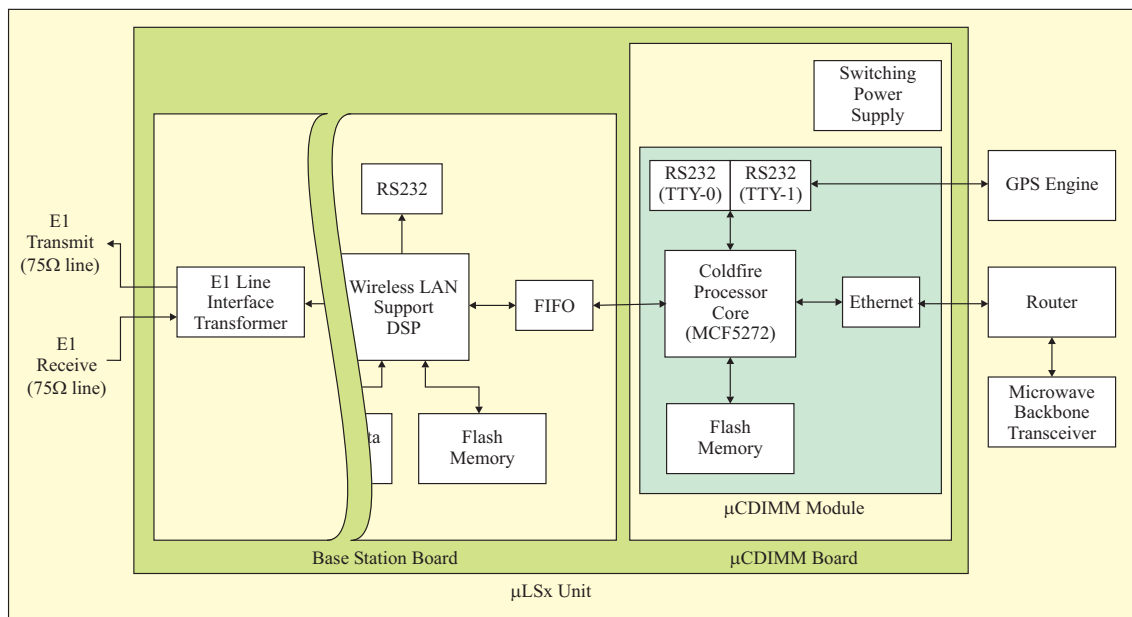 Switching
Power
Supply
RS232
(TTY-0)
RS232
(TTY-1)
GPS Engine
RS232
E1
Transmit
(75Ω line)
E1 Line
Interface
Transformer
Wireless LAN
Support
DSP
FIFO
Coldfire
Processor
Core
(MCF5272)
Ethernet
Router
E1
Receive
(75Ω line)
ta
Flash
Memory
Flash
Memory
Microwave
Backbone
Transceiver
μCDIMM Module
Base Station Board
μCDIMM Board
μLSx Unit